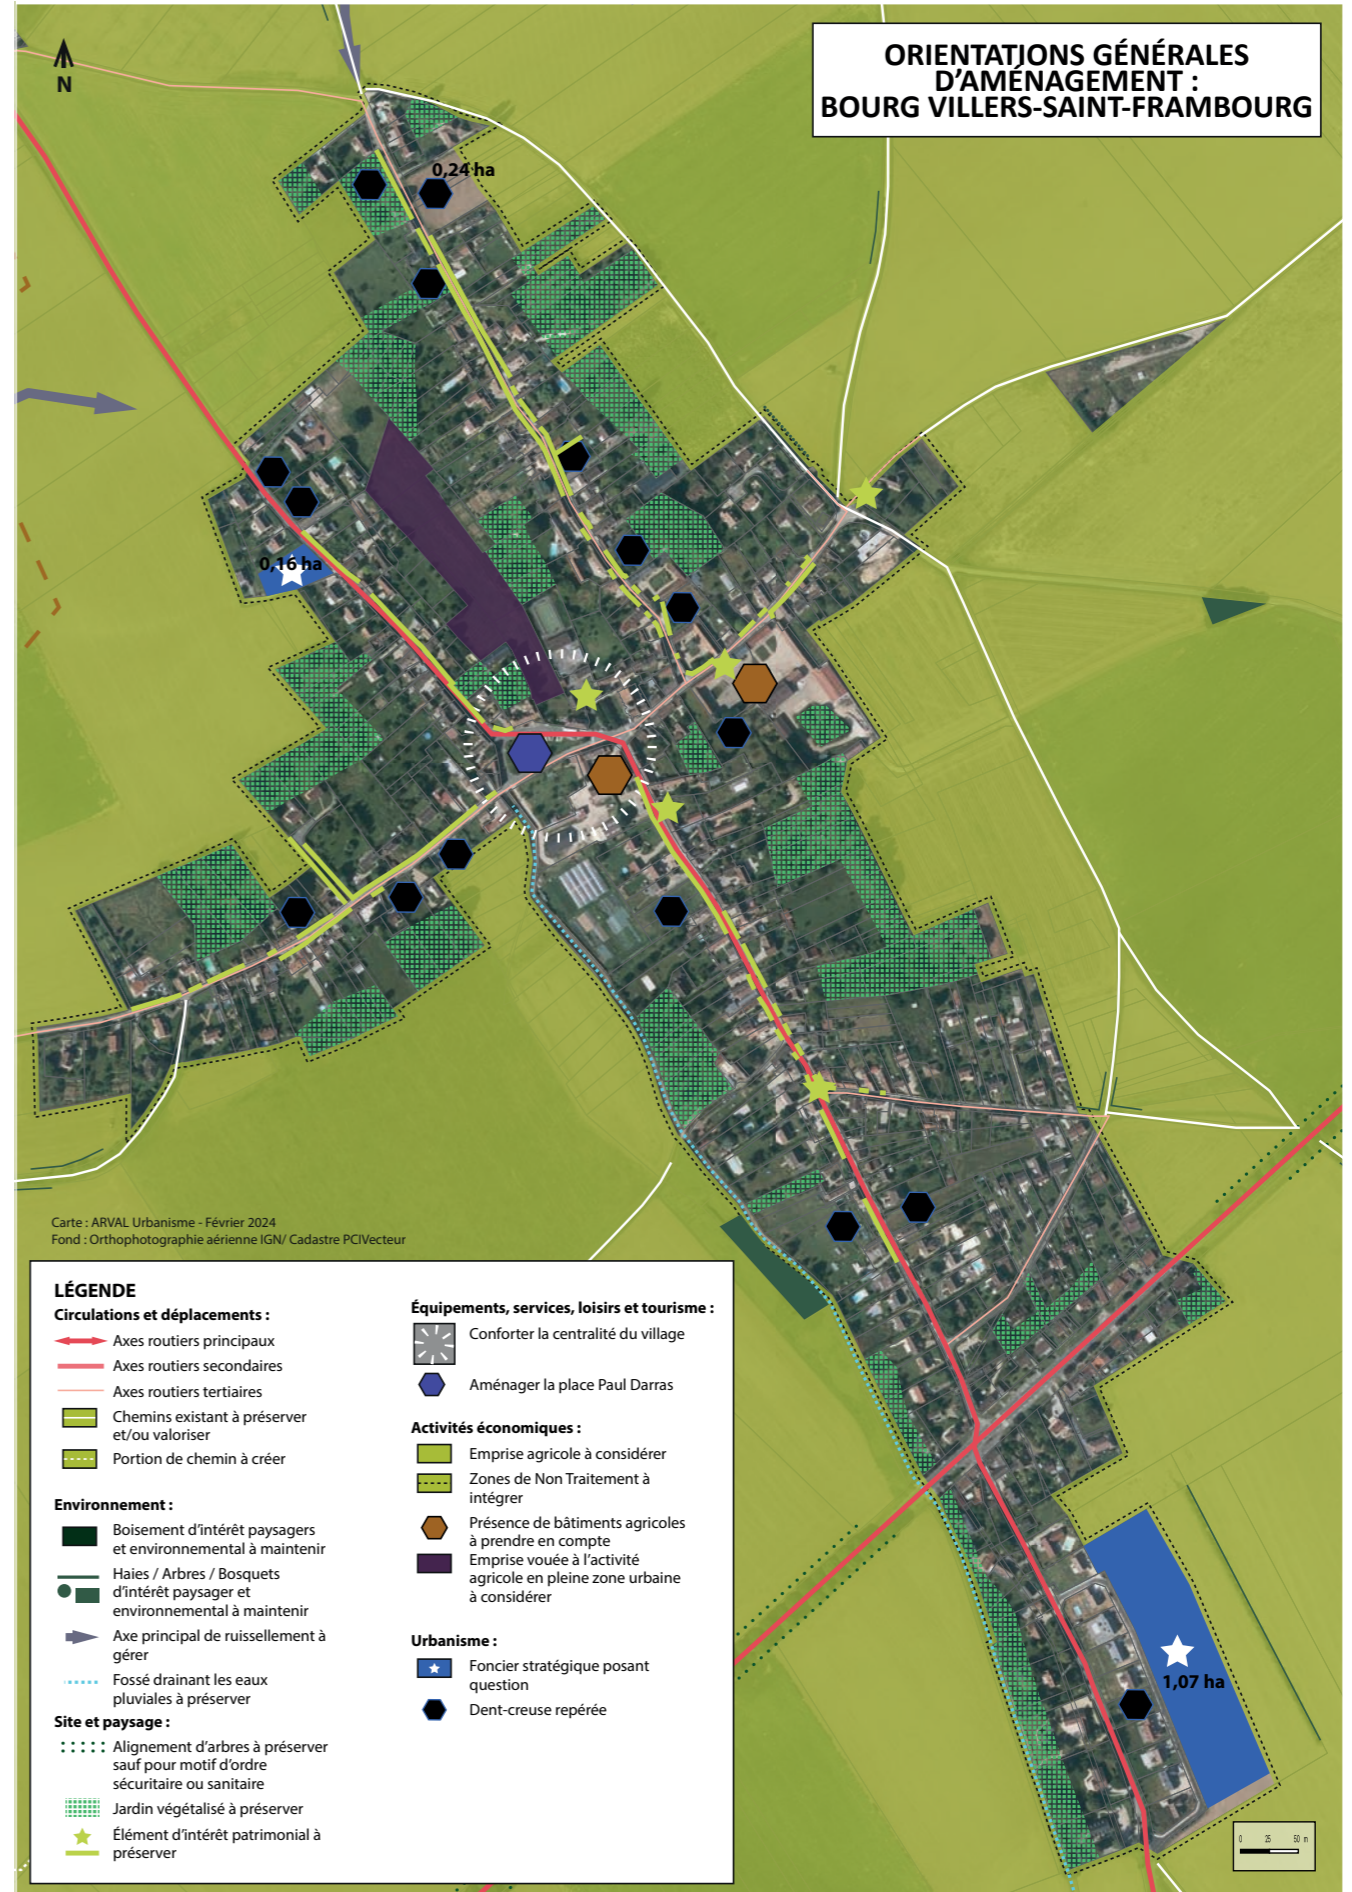 N
ORIENTATIONS GÉNÉRALES
D’AMÉNAGEMENT :
BOURG VILLERS-SAINT-FRAMBOURG
0,24 ha
0,16 ha
1,07 ha
Carte : ARVAL Urbanisme - Février 2024
Fond : Orthophotographie aérienne IGN/ Cadastre PCIVecteur
LÉGENDE
Circulations et déplacements :
Axes routiers principaux
Axes routiers secondaires
Axes routiers tertiaires
Chemins existant à préserver
et/ou valoriser
Portion de chemin à créer
Environnement :
Boisement d’intérêt paysagers
et environnemental à maintenir
Haies / Arbres / Bosquets
d’intérêt paysager et
environnemental à maintenir
Axe principal de ruissellement à
gérer
Fossé drainant les eaux
pluviales à préserver
Site et paysage :
Alignement d’arbres à préserver
sauf pour motif d’ordre
sécuritaire ou sanitaire
Jardin végétalisé à préserver
Élément d’intérêt patrimonial à
préserver
Équipements, services, loisirs et tourisme :
Conforter la centralité du village
Aménager la place Paul Darras
Activités économiques :
Emprise agricole à considérer
Zones de Non Traitement à
intégrer
Présence de bâtiments agricoles
à prendre en compte
Emprise vouée à l’activité
agricole en pleine zone urbaine
à considérer
Urbanisme :
Foncier stratégique posant
question
Dent-creuse repérée
0 25 50 m